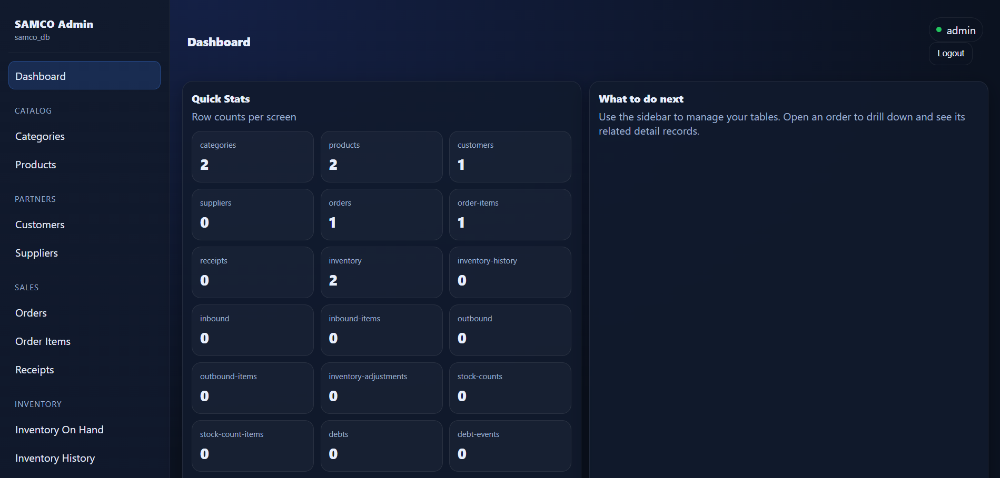 SAMCO Admin
samco_db
Dashboard
CATALOG
Categories
Products
PARTNERS
Customers
Suppliers
SALES
Orders
Order Items
Receipts
INVENTORY
Inventory On Hand
Inventory History
Dashboard
admin
Logout
Quick Stats
Row counts per screen
categories
2
products
2
customers
1
suppliers
0
orders
1
order-items
1
receipts
0
inventory
2
inventory-history
0
inbound
0
inbound-items
0
outbound
0
outbound-items
0
inventory-adjustments
0
stock-counts
0
stock-count-items
0
debts
0
debt-events
0
What to do next
Use the sidebar to manage your tables. Open an order to drill down and see its
related detail records.